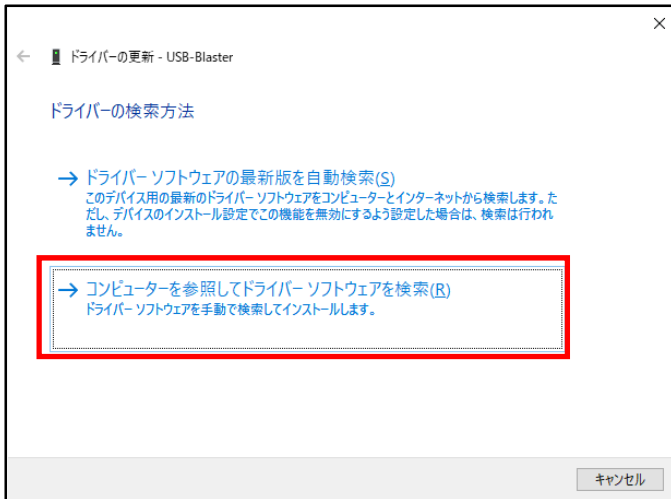 ドライバーの更新 - USB-Blaster
ドライバーの検索方法
ドライバー ソフトウェアの最新版を自動検索(S)
このデバイス用の最新のドライバー ソフトウェアをコンピューターとインターネットから検索します。た
だし、デバイスのインストール設定でこの機能を無効にするよう設定した場合は、検索は行われ
ません。
コンピューターを参照してドライバー ソフトウェアを検索(R)
ドライバー ソフトウェアを手動で検索してインストールします。
キャンセル